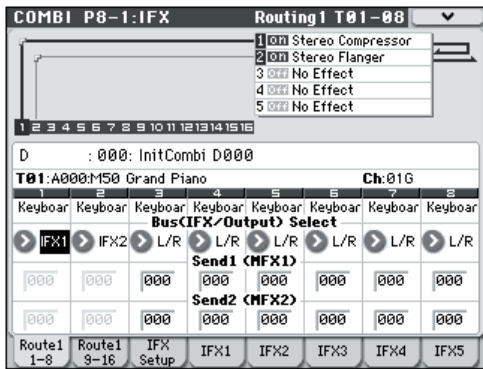 COMBI P8-1:IFX Routing1 T01-08
1 On Stereo Compressor
2 On Stereo Flanger
3 Off No Effect
4 Off No Effect
5 Off No Effect
1 2 3 4 5 6 7 8 9 10 11 12 13 14 15 16
D : 000: InitCombi D000
T01:A000:M50 Grand Piano Ch:01G
1 2 3 4 5 6 7 8
Keyboar Keyboar Keyboar Keyboar Keyboar Keyboar Keyboar Keyboar
Bus(IFX/Output) Select
IFX1 IFX2 L/R L/R L/R L/R L/R L/R
Send1 (MFX1)
000 000 000 000 000 000 000 000
Send2 (MFX2)
000 000 000 000 000 000 000 000
Route1 1-8 Route1 9-16 IFX Setup IFX1 IFX2 IFX3 IFX4 IFX5